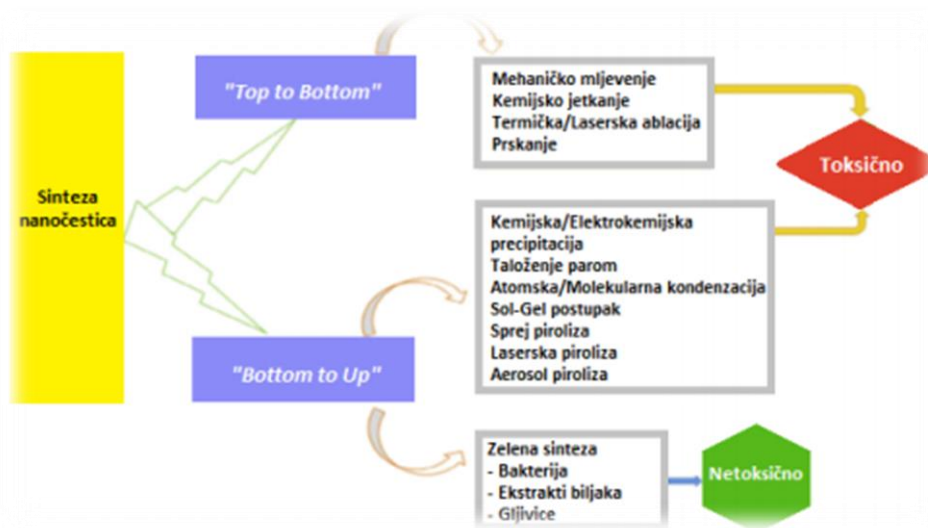 Sinteza
nanočestica
"Top to Bottom"
"Bottom to Up"
Mehaničko mljevenje
Kemijsko jetkanje
Termička/Laserska ablacija
Prskanje
Kemijska/Elektrokemijska
precipitacija
Taloženje parom
Atomska/Molekularna kondenzacija
Sol-Gel postupak
Sprej piroliza
Laserska piroliza
Aerosol piroliza
Zelena sinteza
- Bakterija
- Ekstrakti biljaka
- Gljivice
Toksično
Netoksično